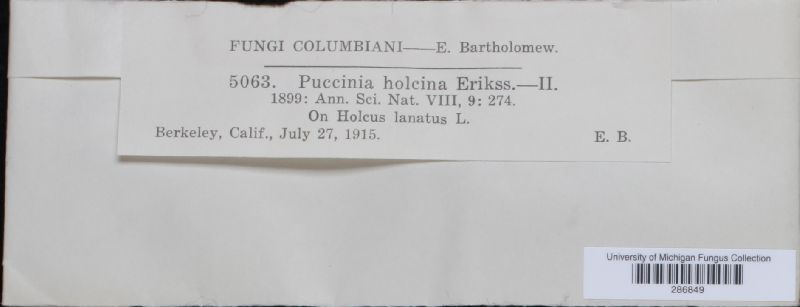 FUNGI COLUMBIANI——E. Bartholomew.
5063. Puccinia holcina Erikss.—II.
1899: Ann. Sci. Nat. VIII, 9: 274.
On Holcus lanatus L.
Berkeley, Calif., July 27, 1915. E. B.
University of Michigan Fungus Collection
286849